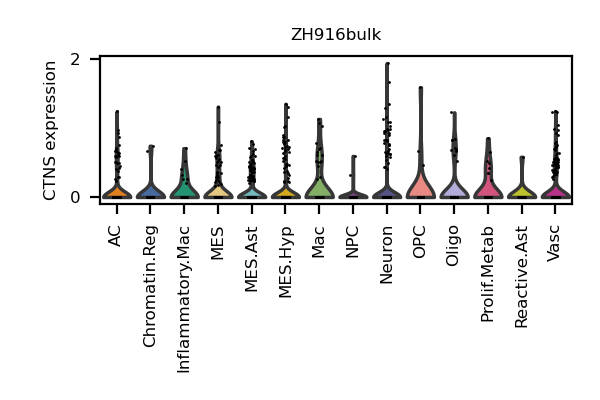 ZH916bulk
CTNS expression
2
0
AC
Chromatin.Reg
Inflammatory.Mac
MES
MES.Ast
MES.Hyp
Mac
NPC
Neuron
OPC
Oligo
Prolif.Metab
Reactive.Ast
Vasc